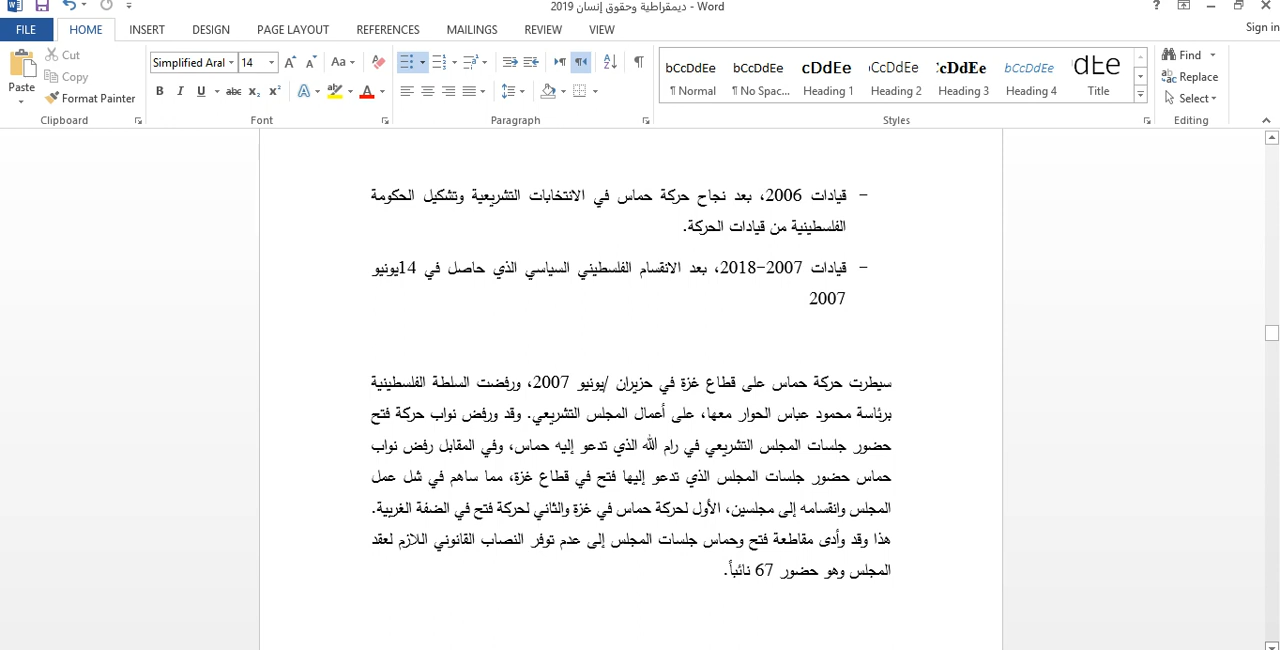 ديمقراطية وحقوق إنسان 2019 - Word
Sign in
FILE HOME INSERT DESIGN PAGE LAYOUT REFERENCES MAILINGS REVIEW VIEW
Paste
Cut
Copy
Format Painter
Clipboard
Simplified Aral 14
Font
Paragraph
bCcDdEe bCcDdEe cDdEe ‎:CcDdEe ‎:cDdEe bCcDdEe dEe
¶ Normal ¶ No Spac... Heading 1 Heading 2 Heading 3 Heading 4 Title
Styles
Find
Replace
Select
Editing
- قيادات 2006، بعد نجاح حركة حماس في الانتخابات التشريعية وتشكيل الحكومة
الفلسطينية من قيادات الحركة.
- قيادات 2007-2018، بعد الانقسام الفلسطيني السياسي الذي حاصل في 14يونيو
2007
سيطرت حركة حماس على قطاع غزة في حزيران /يونيو 2007، ورفضت السلطة الفلسطينية
برئاسة محمود عباس الحوار معها، على أعمال المجلس التشريعي. وقد ورفض نواب حركة فتح
حضور جلسات المجلس التشريعي في رام الله الذي تدعو إليه حماس، وفي المقابل رفض نواب
حماس حضور جلسات المجلس الذي تدعو إليها فتح في قطاع غزة، مما ساهم في شل عمل
المجلس وانقسامه إلى مجلسين، الأول لحركة حماس في غزة والثاني لحركة فتح في الضفة الغربية.
هذا وقد وأدى مقاطعة فتح وحماس جلسات المجلس إلى عدم توفر النصاب القانوني اللازم لعقد
المجلس وهو حضور 67 نائباً.